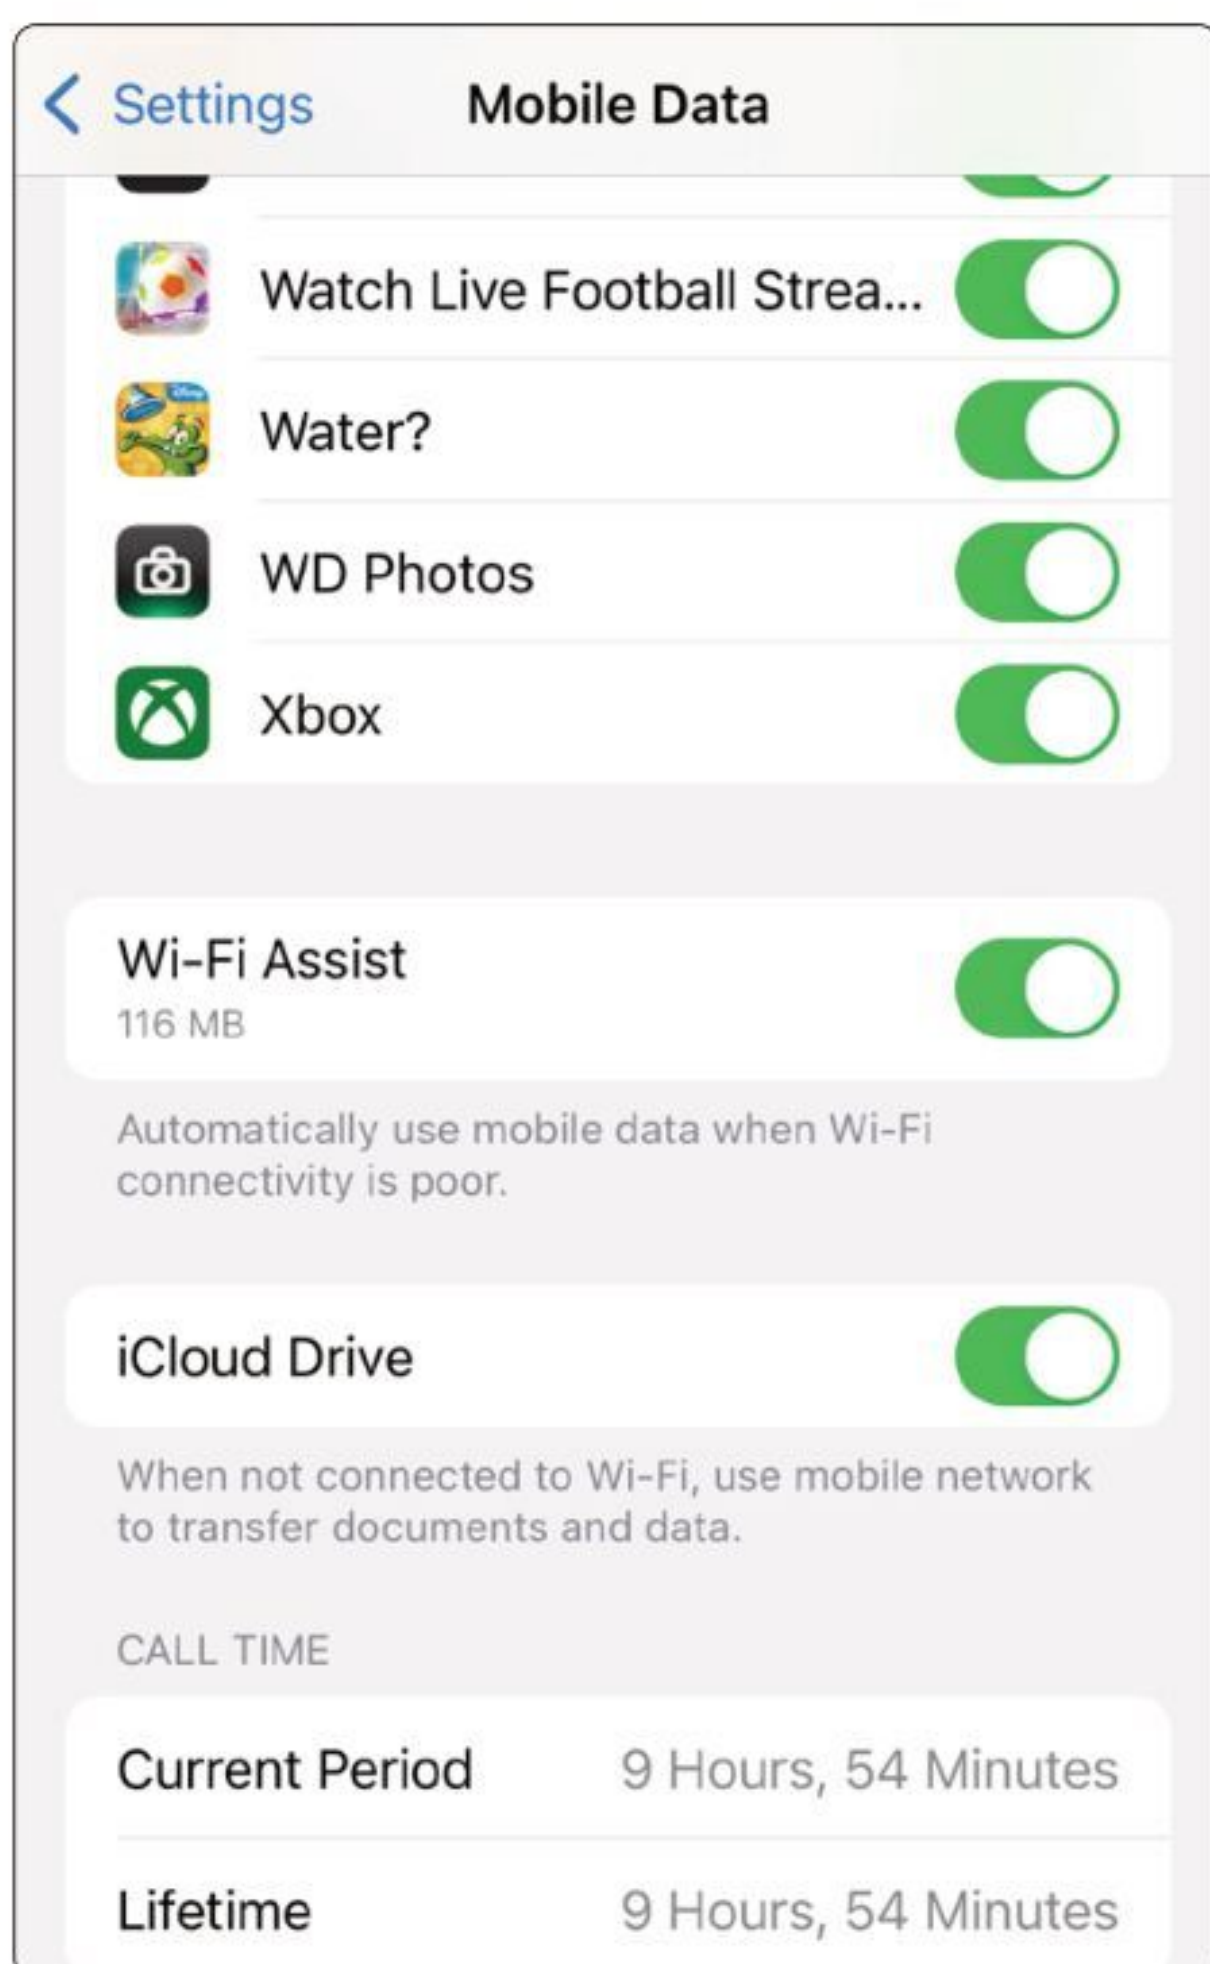 Settings
Mobile Data
Watch Live Football Strea...
Water?
WD Photos
Xbox
Wi-Fi Assist
116 MB
Automatically use mobile data when Wi-Fi
connectivity is poor.
iCloud Drive
When not connected to Wi-Fi, use mobile network
to transfer documents and data.
CALL TIME
Current Period
9 Hours, 54 Minutes
Lifetime
9 Hours, 54 Minutes